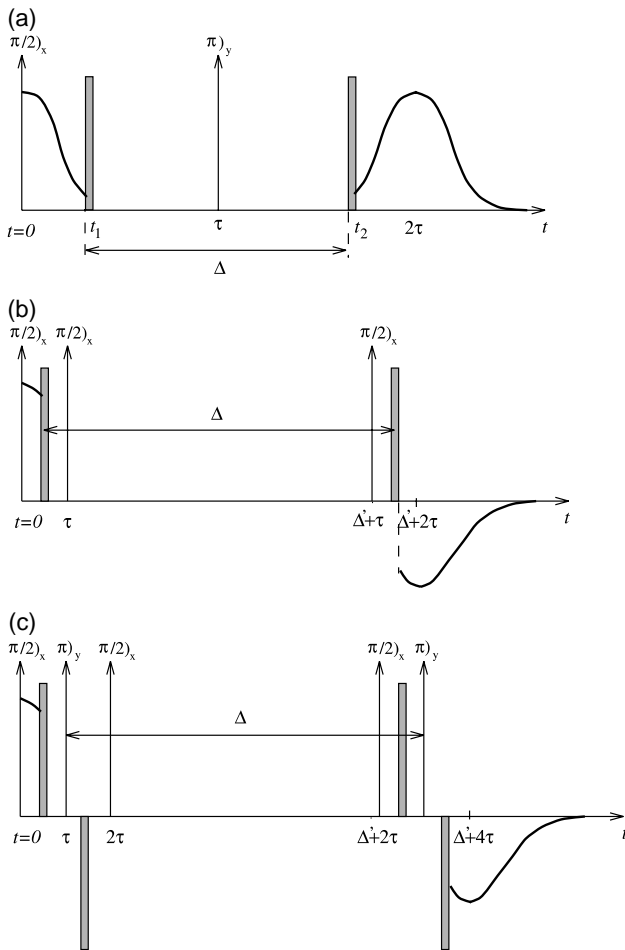 (a)
π/2)x π)y
t=0 t1 τ t2 2τ t
Δ
(b)
π/2)x π/2)x π/2)x
Δ
t=0 τ Δ'+τ Δ'+2τ t
(c)
π/2)x π)y π/2)x π/2)x π)y
Δ
t=0 τ 2τ Δ'+2τ Δ'+4τ t